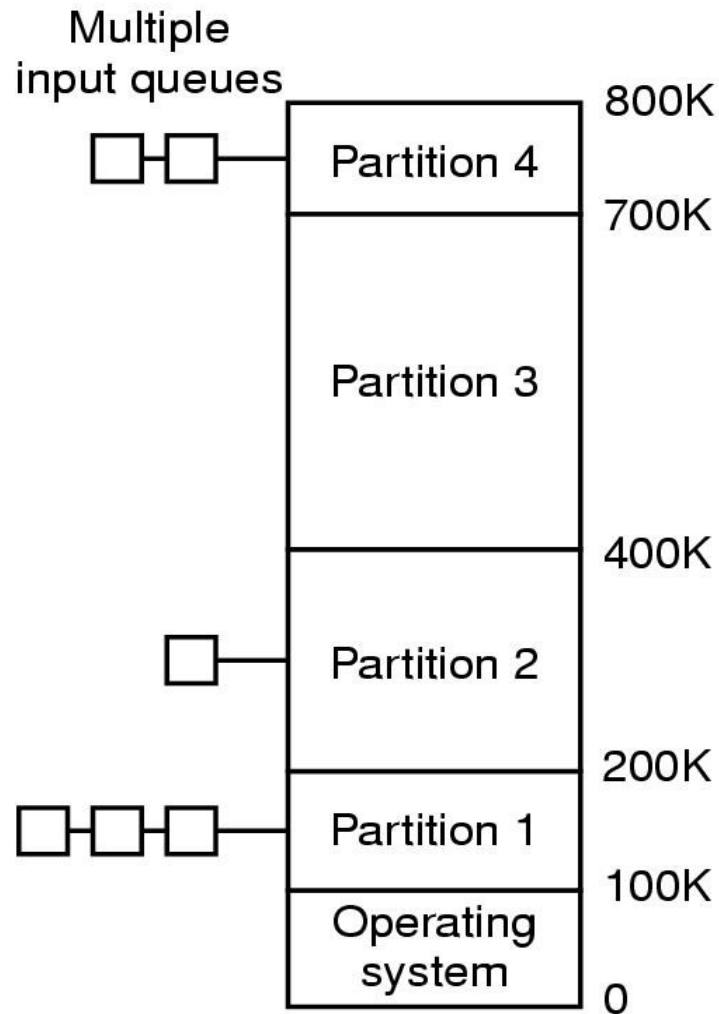 Multiple
input queues
800K
Partition 4
700K
Partition 3
400K
Partition 2
200K
Partition 1
100K
Operating
system
0